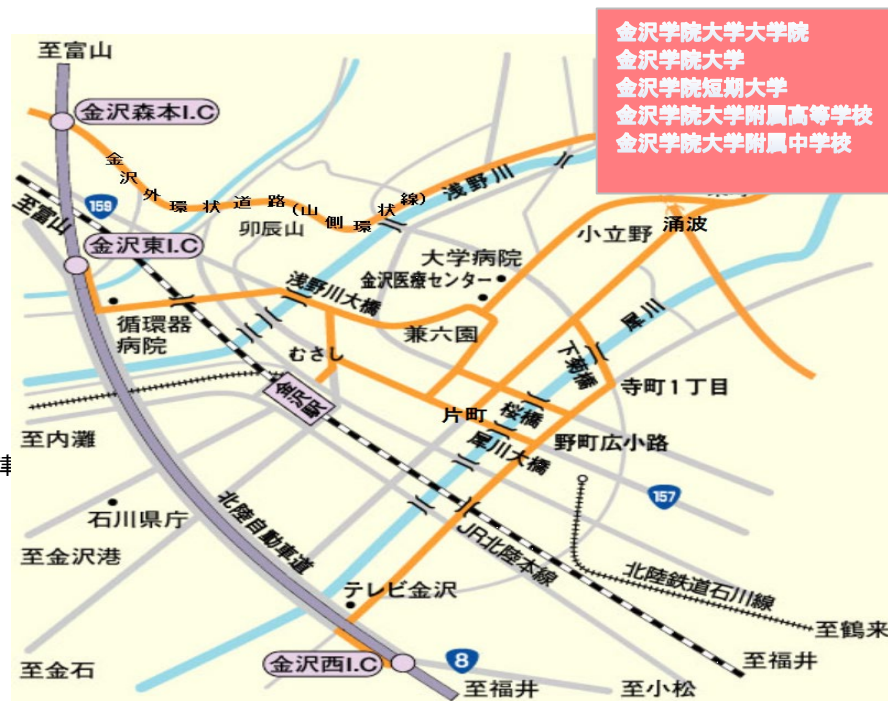 金沢学院大学大学院
金沢学院大学
金沢学院短期大学
金沢学院大学附属高等学校
金沢学院大学附属中学校
至富山
金沢森本I.C
金沢外環状道路(山側環状線)
浅野川
159
至富山
卯辰山
小立野
涌波
金沢東I.C
大学病院
金沢医療センター
浅野川大橋
犀川
循環器
病院
兼六園
むさし
下菊橋
寺町1丁目
金沢駅
片町
桜橋
至内灘
犀川大橋
野町広小路
157
石川県庁
北陸自動車道
JR北陸本線
至金沢港
北陸鉄道石川線
テレビ金沢
至鶴来
至金石
金沢西I.C
8
至福井
至福井
至小松